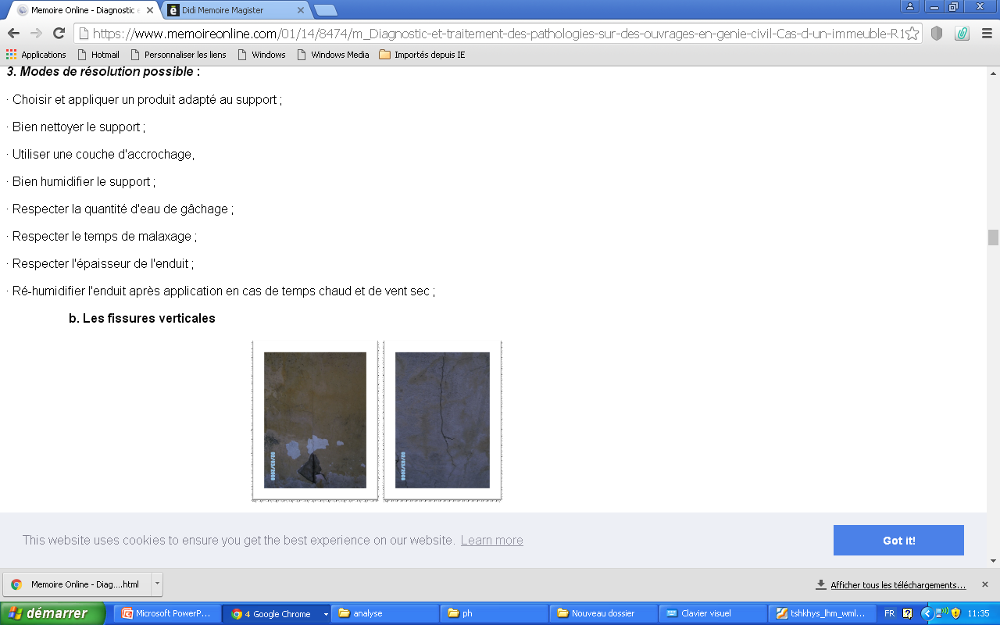 Memoire Online - Diagnostic e
Didi Memoire Magister
https://www.memoireonline.com/01/14/8474/m_Diagnostic-et-traitement-des-pathologies-sur-des-ouvrages-en-genie-civil-Cas-d-un-immeuble-R1
Applications Hotmail Personnaliser les liens Windows Windows Media Importés depuis IE
3. Modes de résolution possible :
· Choisir et appliquer un produit adapté au support ;
· Bien nettoyer le support ;
· Utiliser une couche d'accrochage,
· Bien humidifier le support ;
· Respecter la quantité d'eau de gâchage ;
· Respecter le temps de malaxage ;
· Respecter l'épaisseur de l'enduit ;
· Ré-humidifier l'enduit après application en cas de temps chaud et de vent sec ;
b. Les fissures verticales
02/03/2008
02/03/2008
This website uses cookies to ensure you get the best experience on our website. Learn more
Got it!
Memoire Online - Diag....html
Afficher tous les téléchargements...
démarrer
Microsoft PowerP...
4 Google Chrome
analyse
ph
Nouveau dossier
Clavier visuel
tshkhys_lhm_wml...
FR
11:35